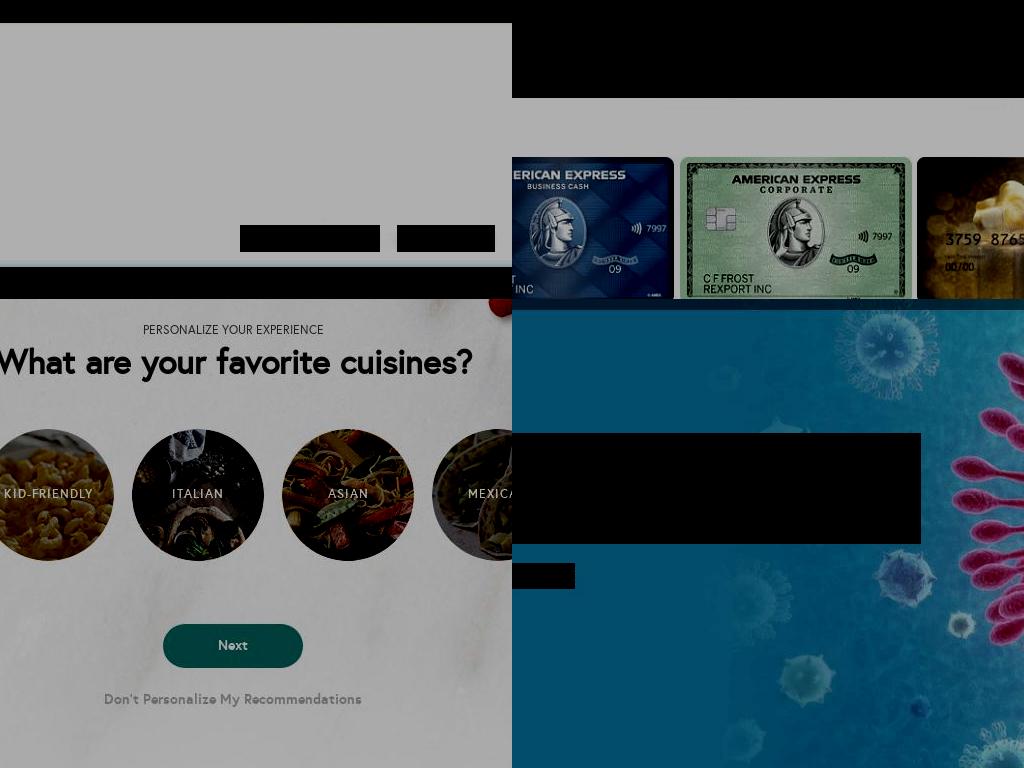 ERICAN EXPRESS
BUSINESS CASH
7997
09
INC
AMERICAN EXPRESS
CORPORATE
7997
09
C F FROST
REXPORT INC
3759 8765
00/00
PERSONALIZE YOUR EXPERIENCE
What are your favorite cuisines?
KID-FRIENDLY
ITALIAN
ASIAN
MEXICA
Next
Don't Personalize My Recommendations